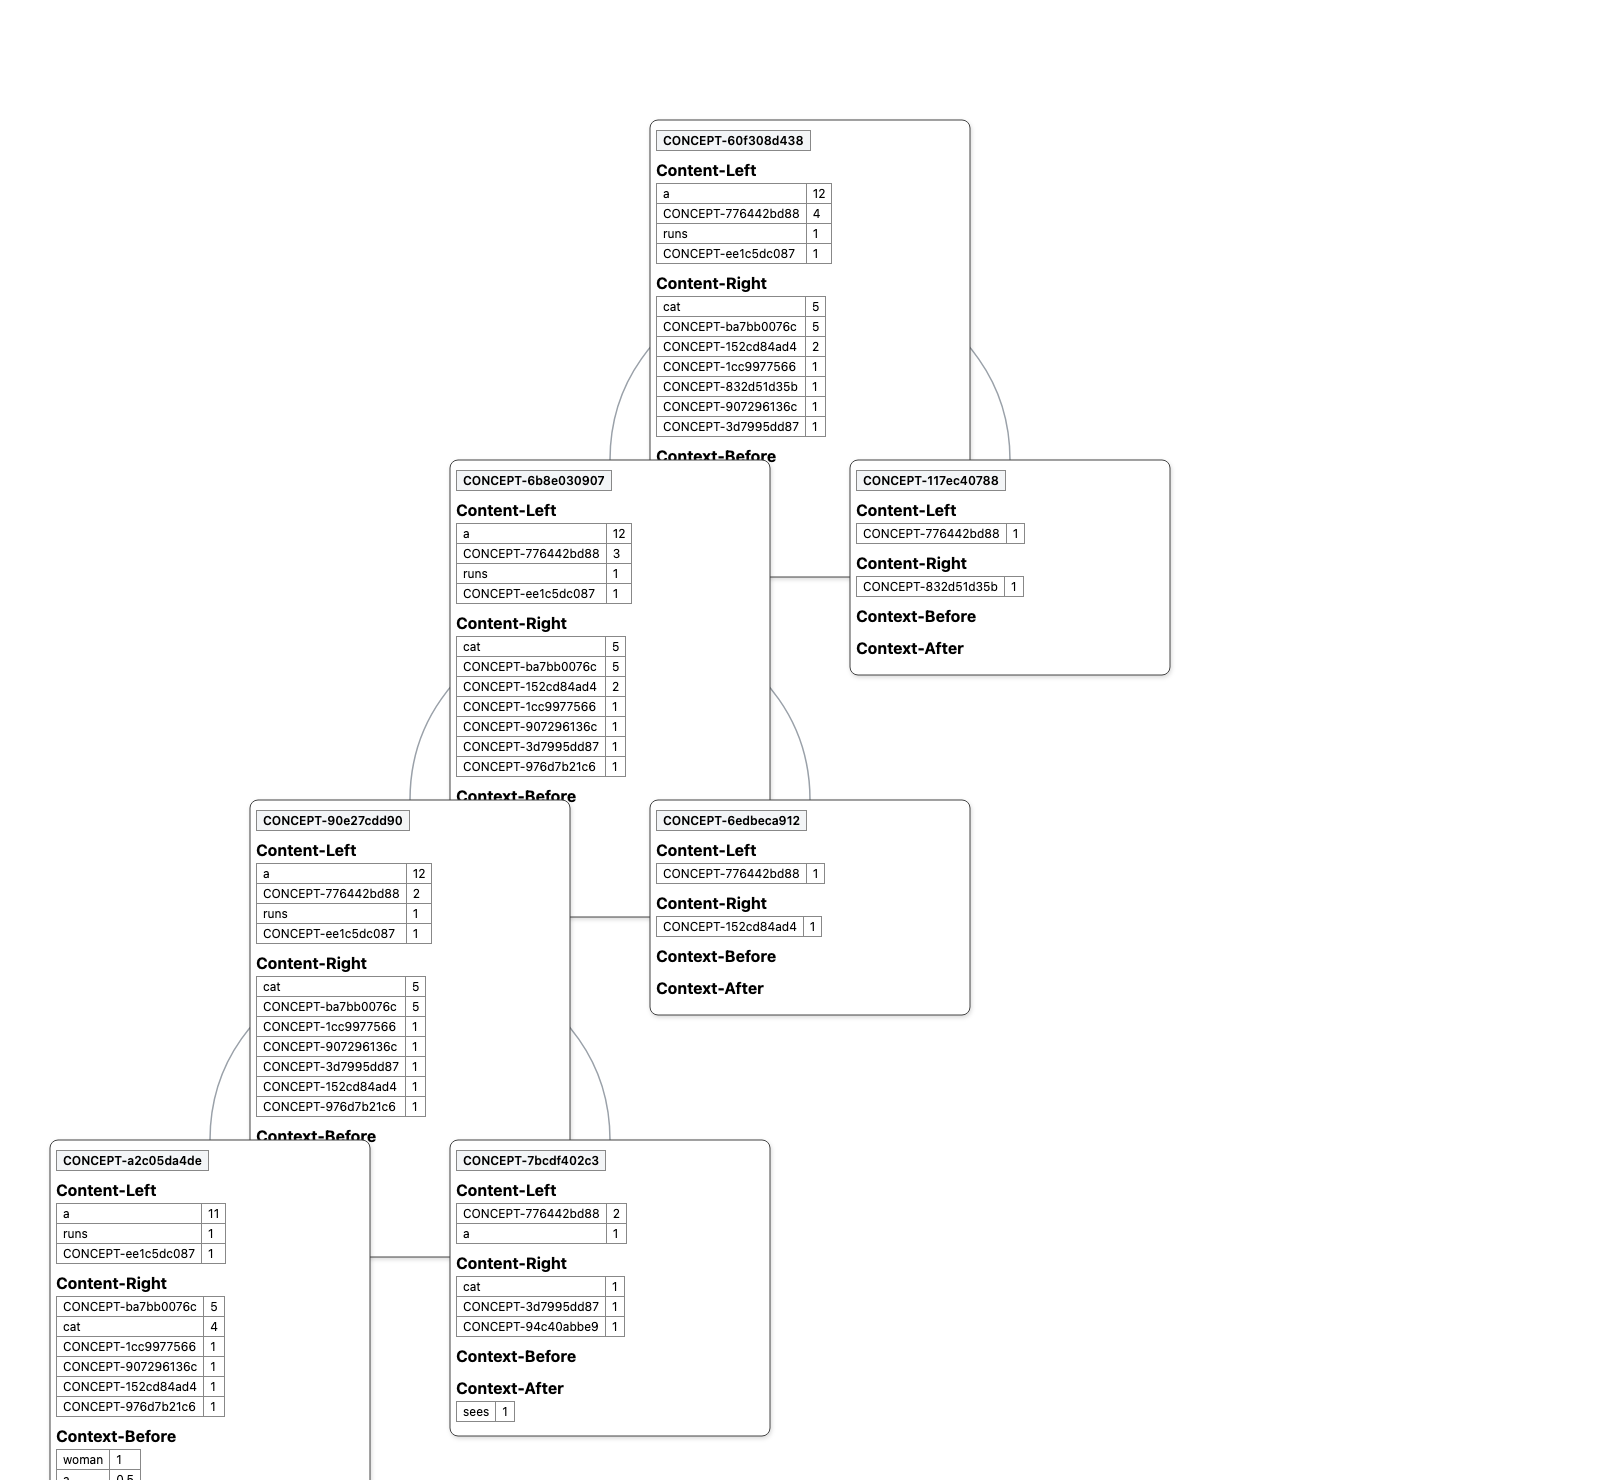 CONCEPT-60f308d438
Content-Left
a 12
CONCEPT-776442bd88 4
runs 1
CONCEPT-ee1c5dc087 1
Content-Right
cat 5
CONCEPT-ba7bb0076c 5
CONCEPT-152cd84ad4 2
CONCEPT-1cc9977566 1
CONCEPT-832d51d35b 1
CONCEPT-907296136c 1
CONCEPT-3d7995dd87 1
Context-Before
CONCEPT-6b8e030907
Content-Left
a 12
CONCEPT-776442bd88 3
runs 1
CONCEPT-ee1c5dc087 1
Content-Right
cat 5
CONCEPT-ba7bb0076c 5
CONCEPT-152cd84ad4 2
CONCEPT-1cc9977566 1
CONCEPT-907296136c 1
CONCEPT-3d7995dd87 1
CONCEPT-976d7b21c6 1
Context-Before
CONCEPT-117ec40788
Content-Left
CONCEPT-776442bd88 1
Content-Right
CONCEPT-832d51d35b 1
Context-Before
Context-After
CONCEPT-90e27cdd90
Content-Left
a 12
CONCEPT-776442bd88 2
runs 1
CONCEPT-ee1c5dc087 1
Content-Right
cat 5
CONCEPT-ba7bb0076c 5
CONCEPT-1cc9977566 1
CONCEPT-907296136c 1
CONCEPT-3d7995dd87 1
CONCEPT-152cd84ad4 1
CONCEPT-976d7b21c6 1
Context-Before
CONCEPT-6edbeca912
Content-Left
CONCEPT-776442bd88 1
Content-Right
CONCEPT-152cd84ad4 1
Context-Before
Context-After
CONCEPT-a2c05da4de
Content-Left
a 11
runs 1
CONCEPT-ee1c5dc087 1
Content-Right
CONCEPT-ba7bb0076c 5
cat 4
CONCEPT-1cc9977566 1
CONCEPT-907296136c 1
CONCEPT-152cd84ad4 1
CONCEPT-976d7b21c6 1
Context-Before
woman 1
a 0.5
CONCEPT-7bcdf402c3
Content-Left
CONCEPT-776442bd88 2
a 1
Content-Right
cat 1
CONCEPT-3d7995dd87 1
CONCEPT-94c40abbe9 1
Context-Before
Context-After
sees 1